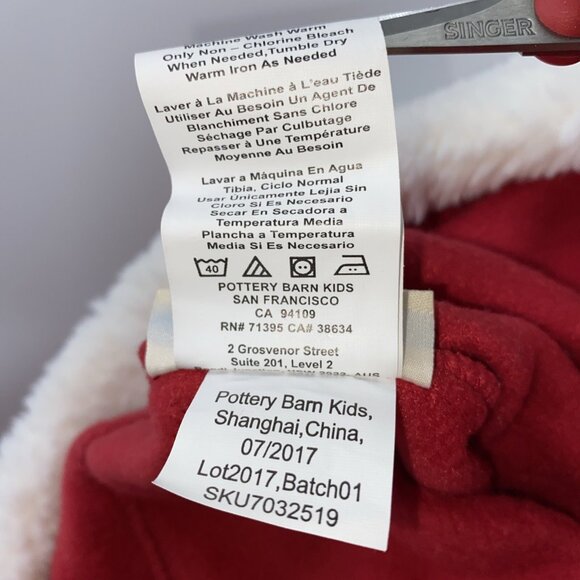 SINGER
Machine Wash Warm
Only Non – Chlorine Bleach
When Needed,Tumble Dry
Warm Iron As Needed
Laver à La Machine à L'eau Tiède
Utiliser Au Besoin Un Agent De
Blanchiment Sans Chlore
Séchage Par Culbutage
Repasser à Une Température
Moyenne Au Besoin
Lavar a Máquina En Agua
Tibia, Ciclo Normal
Usar Únicamente Lejia Sin
Cloro Si Es Necesario
Secar En Secadora a
Temperatura Media
Plancha a Temperatura
Media Si Es Necesario
40
POTTERY BARN KIDS
SAN FRANCISCO
CA 94109
RN# 71395 CA# 38634
2 Grosvenor Street
Suite 201, Level 2
Pottery Barn Kids,
Shanghai,China,
07/2017
Lot2017,Batch01
SKU7032519